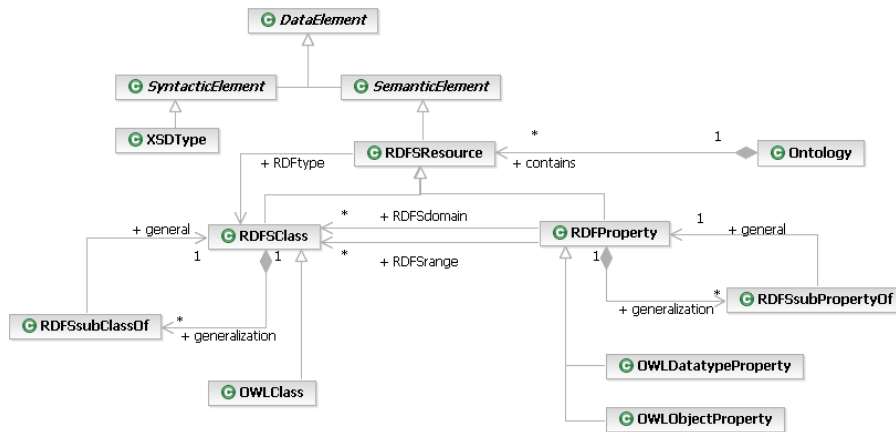 DataElement
SyntacticElement
SemanticElement
XSDType
RDFSResource
*
1
Ontology
+ RDFtype
+ contains
* + RDFSdomain
+ general
RDFSClass
RDFProperty
1
+ general
1
1
*
+ RDFSrange
1
*
RDFSsubPropertyOf
+ generalization
RDFSsubClassOf
*
+ generalization
OWLDatatypeProperty
OWLClass
OWLObjectProperty